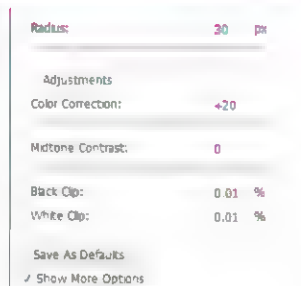 Radius: 30 px
Adjustments
Color Correction: +20
Midtone Contrast: 0
Black Clip: 0.01 %
White Clip: 0.01 %
Save As Defaults
✓ Show More Options